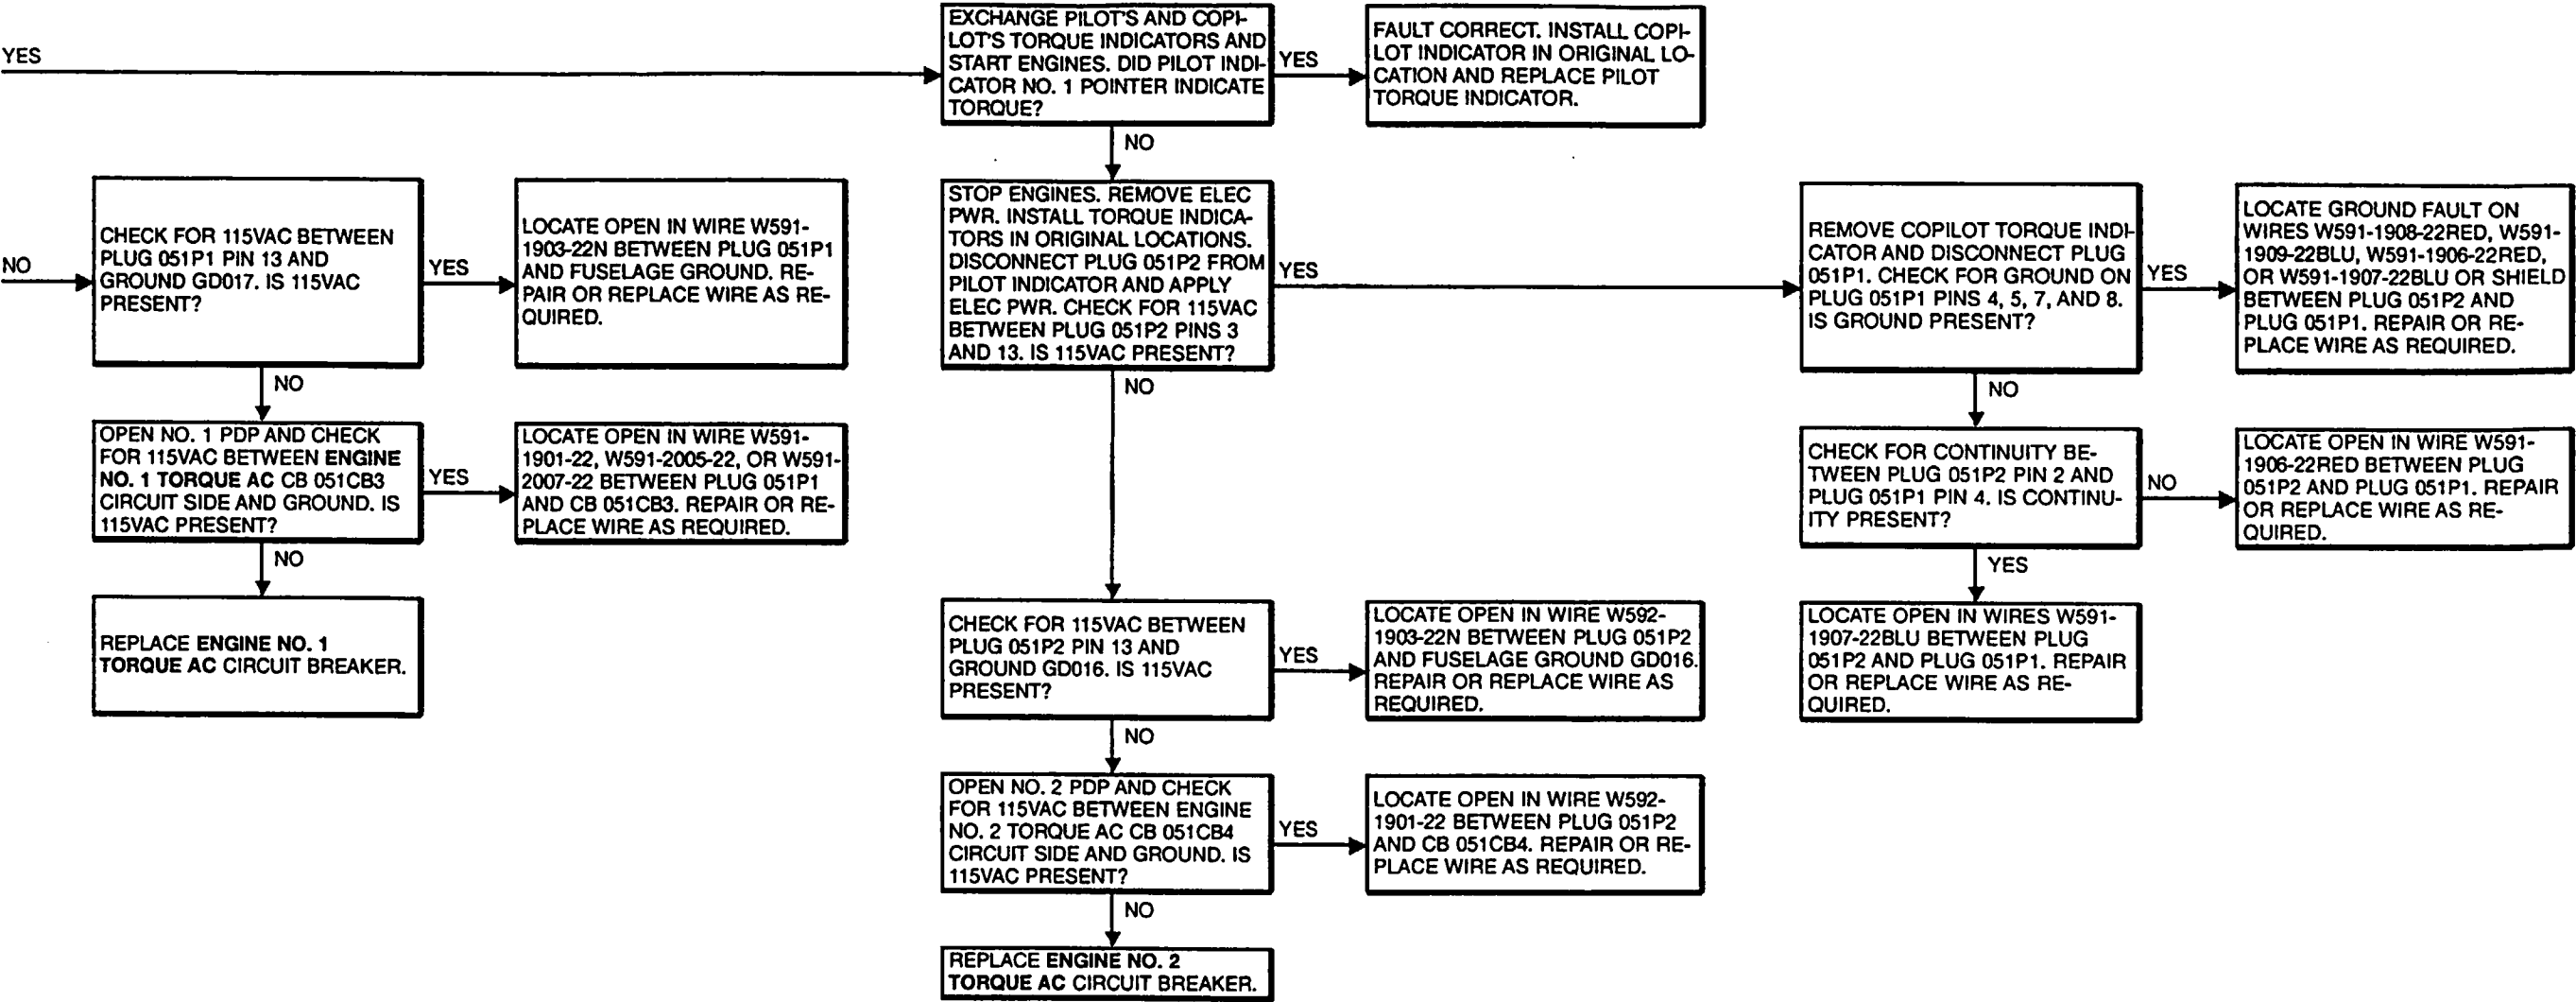 YES
EXCHANGE PILOT'S AND COPI-
LOT'S TORQUE INDICATORS AND
START ENGINES. DID PILOT INDI-
CATOR NO. 1 POINTER INDICATE
TORQUE?
YES
FAULT CORRECT. INSTALL COPI-
LOT INDICATOR IN ORIGINAL LO-
CATION AND REPLACE PILOT
TORQUE INDICATOR.
NO
NO
CHECK FOR 115VAC BETWEEN
PLUG 051P1 PIN 13 AND
GROUND GD017. IS 115VAC
PRESENT?
YES
LOCATE OPEN IN WIRE W591-
1903-22N BETWEEN PLUG 051P1
AND FUSELAGE GROUND. RE-
PAIR OR REPLACE WIRE AS RE-
QUIRED.
STOP ENGINES. REMOVE ELEC
PWR. INSTALL TORQUE INDICA-
TORS IN ORIGINAL LOCATIONS.
DISCONNECT PLUG 051P2 FROM
PILOT INDICATOR AND APPLY
ELEC PWR. CHECK FOR 115VAC
BETWEEN PLUG 051P2 PINS 3
AND 13. IS 115VAC PRESENT?
YES
REMOVE COPILOT TORQUE INDI-
CATOR AND DISCONNECT PLUG
051P1. CHECK FOR GROUND ON
PLUG 051P1 PINS 4, 5, 7, AND 8.
IS GROUND PRESENT?
YES
LOCATE GROUND FAULT ON
WIRES W591-1908-22RED, W591-
1909-22BLU, W591-1906-22RED,
OR W591-1907-22BLU OR SHIELD
BETWEEN PLUG 051P2 AND
PLUG 051P1. REPAIR OR RE-
PLACE WIRE AS REQUIRED.
NO
NO
NO
OPEN NO. 1 PDP AND CHECK
FOR 115VAC BETWEEN ENGINE
NO. 1 TORQUE AC CB 051CB3
CIRCUIT SIDE AND GROUND. IS
115VAC PRESENT?
YES
LOCATE OPEN IN WIRE W591-
1901-22, W591-2005-22, OR W591-
2007-22 BETWEEN PLUG 051P1
AND CB 051CB3. REPAIR OR RE-
PLACE WIRE AS REQUIRED.
CHECK FOR CONTINUITY BE-
TWEEN PLUG 051P2 PIN 2 AND
PLUG 051P1 PIN 4. IS CONTINU-
ITY PRESENT?
NO
LOCATE OPEN IN WIRE W591-
1906-22RED BETWEEN PLUG
051P2 AND PLUG 051P1. REPAIR
OR REPLACE WIRE AS RE-
QUIRED.
NO
YES
REPLACE ENGINE NO. 1
TORQUE AC CIRCUIT BREAKER.
CHECK FOR 115VAC BETWEEN
PLUG 051P2 PIN 13 AND
GROUND GD016. IS 115VAC
PRESENT?
YES
LOCATE OPEN IN WIRE W592-
1903-22N BETWEEN PLUG 051P2
AND FUSELAGE GROUND GD016.
REPAIR OR REPLACE WIRE AS
REQUIRED.
LOCATE OPEN IN WIRES W591-
1907-22BLU BETWEEN PLUG
051P2 AND PLUG 051P1. REPAIR
OR REPLACE WIRE AS RE-
QUIRED.
NO
OPEN NO. 2 PDP AND CHECK
FOR 115VAC BETWEEN ENGINE
NO. 2 TORQUE AC CB 051CB4
CIRCUIT SIDE AND GROUND. IS
115VAC PRESENT?
YES
LOCATE OPEN IN WIRE W592-
1901-22 BETWEEN PLUG 051P2
AND CB 051CB4. REPAIR OR RE-
PLACE WIRE AS REQUIRED.
NO
REPLACE ENGINE NO. 2
TORQUE AC CIRCUIT BREAKER.